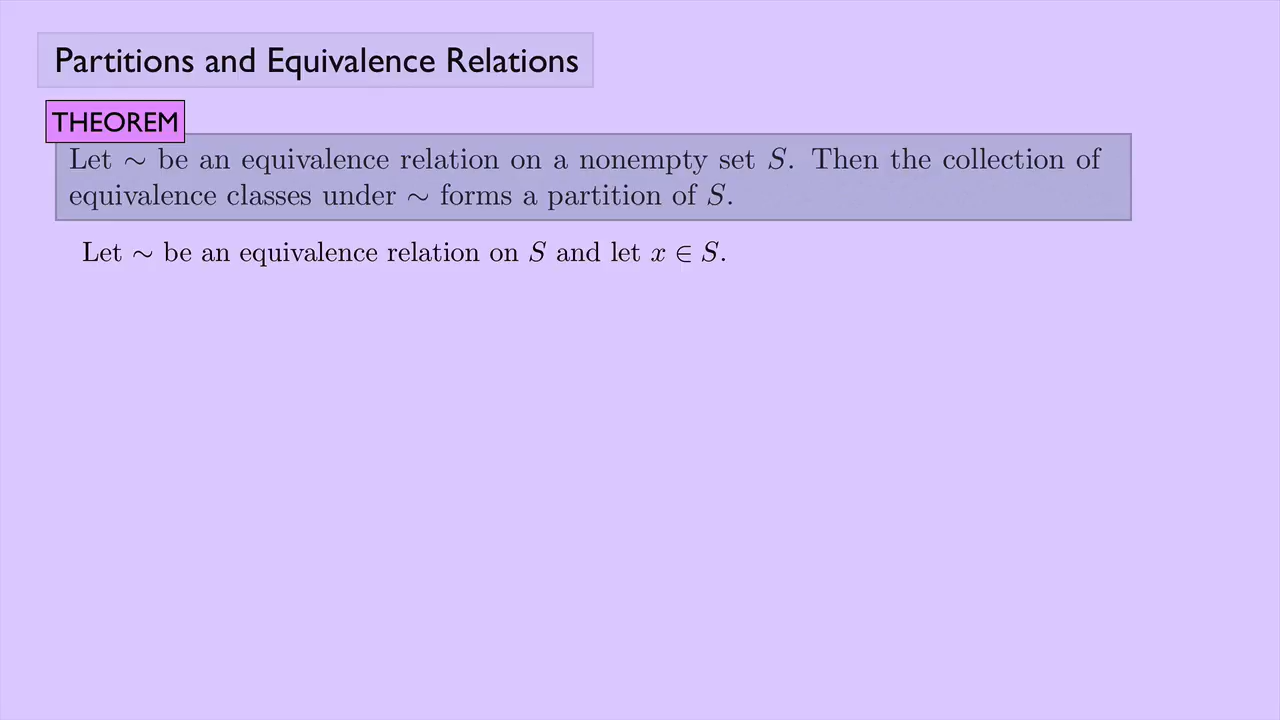 Partitions and Equivalence Relations
THEOREM
Let ∼ be an equivalence relation on a nonempty set S. Then the collection of
equivalence classes under ∼ forms a partition of S.
Let ∼ be an equivalence relation on S and let x ∈ S.